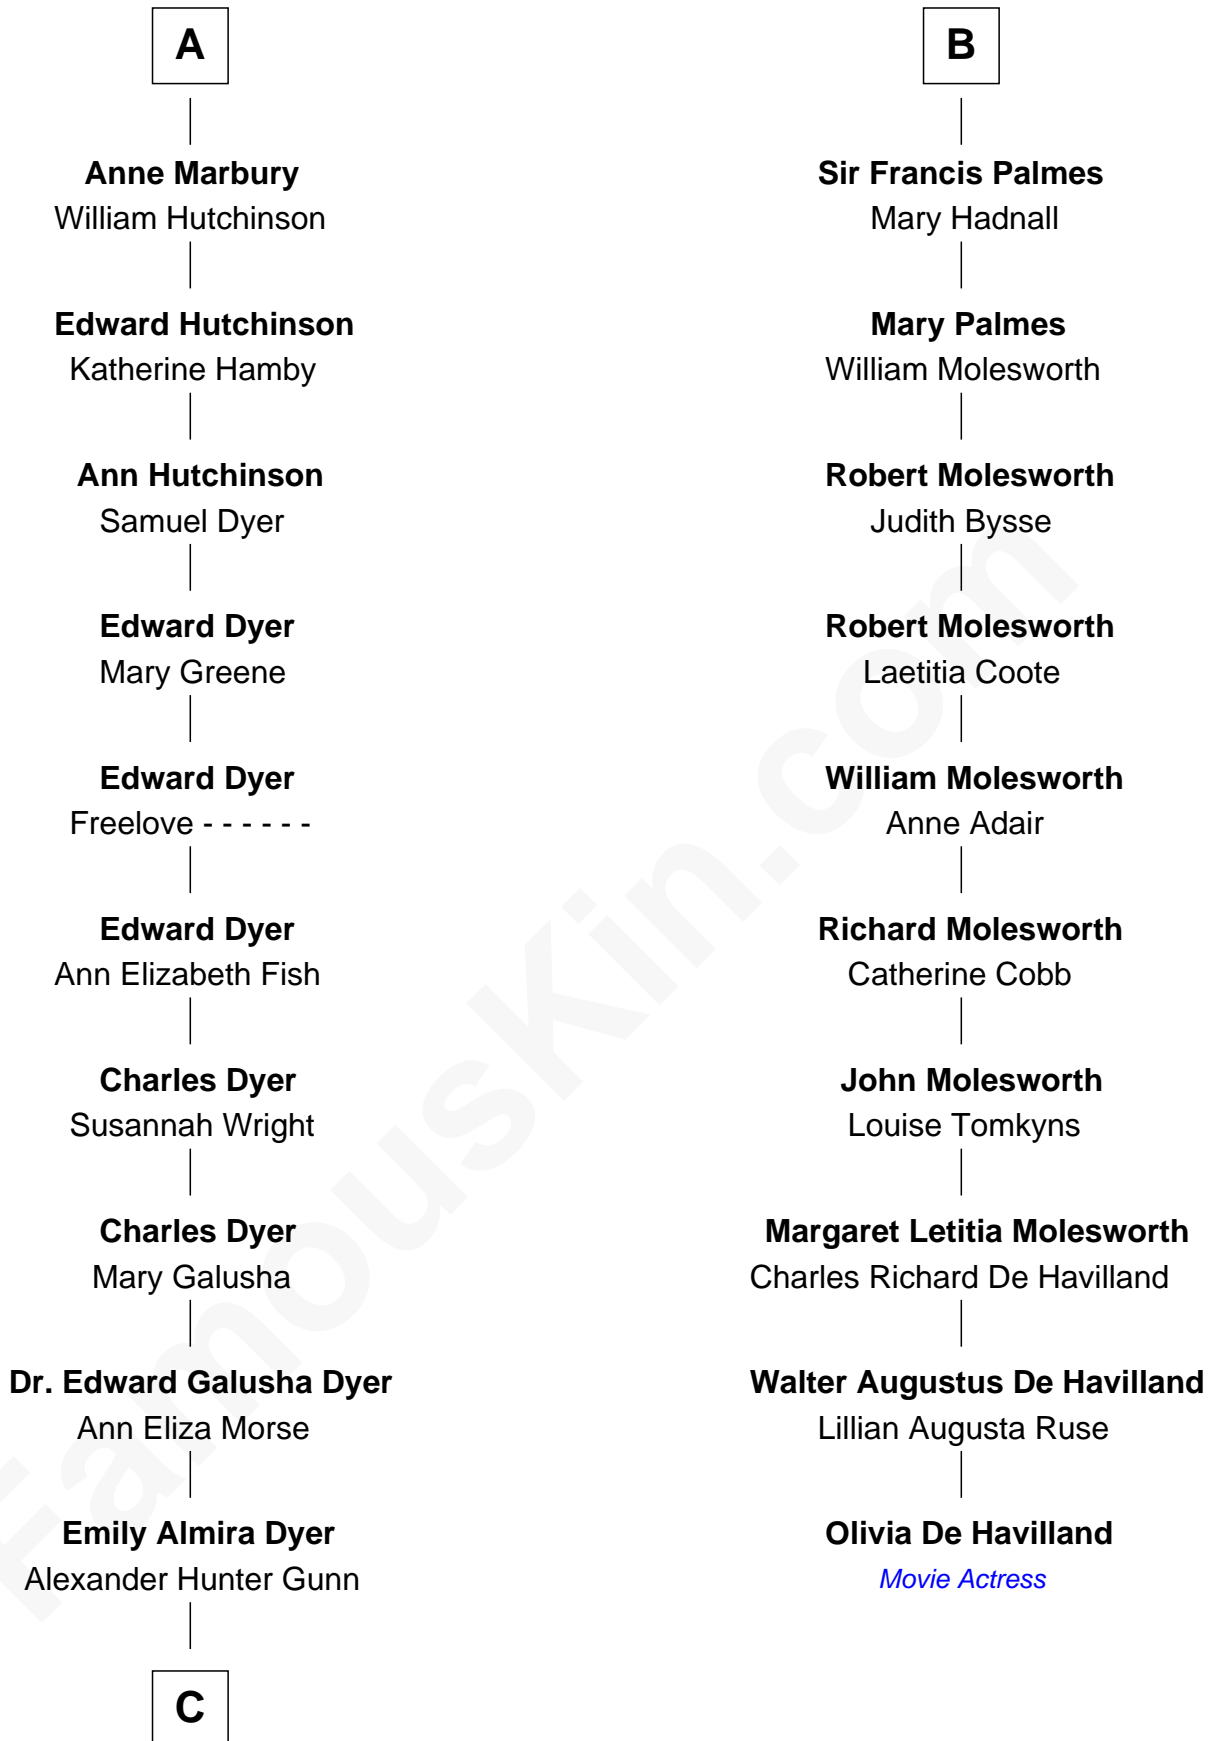 A
Anne Marbury
William Hutchinson
Edward Hutchinson
Katherine Hamby
Ann Hutchinson
Samuel Dyer
Edward Dyer
Mary Greene
Edward Dyer
Freelove - - - - - -
Edward Dyer
Ann Elizabeth Fish
Charles Dyer
Susannah Wright
Charles Dyer
Mary Galusha
Dr. Edward Galusha Dyer
Ann Eliza Morse
Emily Almira Dyer
Alexander Hunter Gunn
C
B
Sir Francis Palmes
Mary Hadnall
Mary Palmes
William Molesworth
Robert Molesworth
Judith Bysse
Robert Molesworth
Laetitia Coote
William Molesworth
Anne Adair
Richard Molesworth
Catherine Cobb
John Molesworth
Louise Tomkyns
Margaret Letitia Molesworth
Charles Richard De Havilland
Walter Augustus De Havilland
Lillian Augusta Ruse
Olivia De Havilland
Movie Actress
FamousKin.com